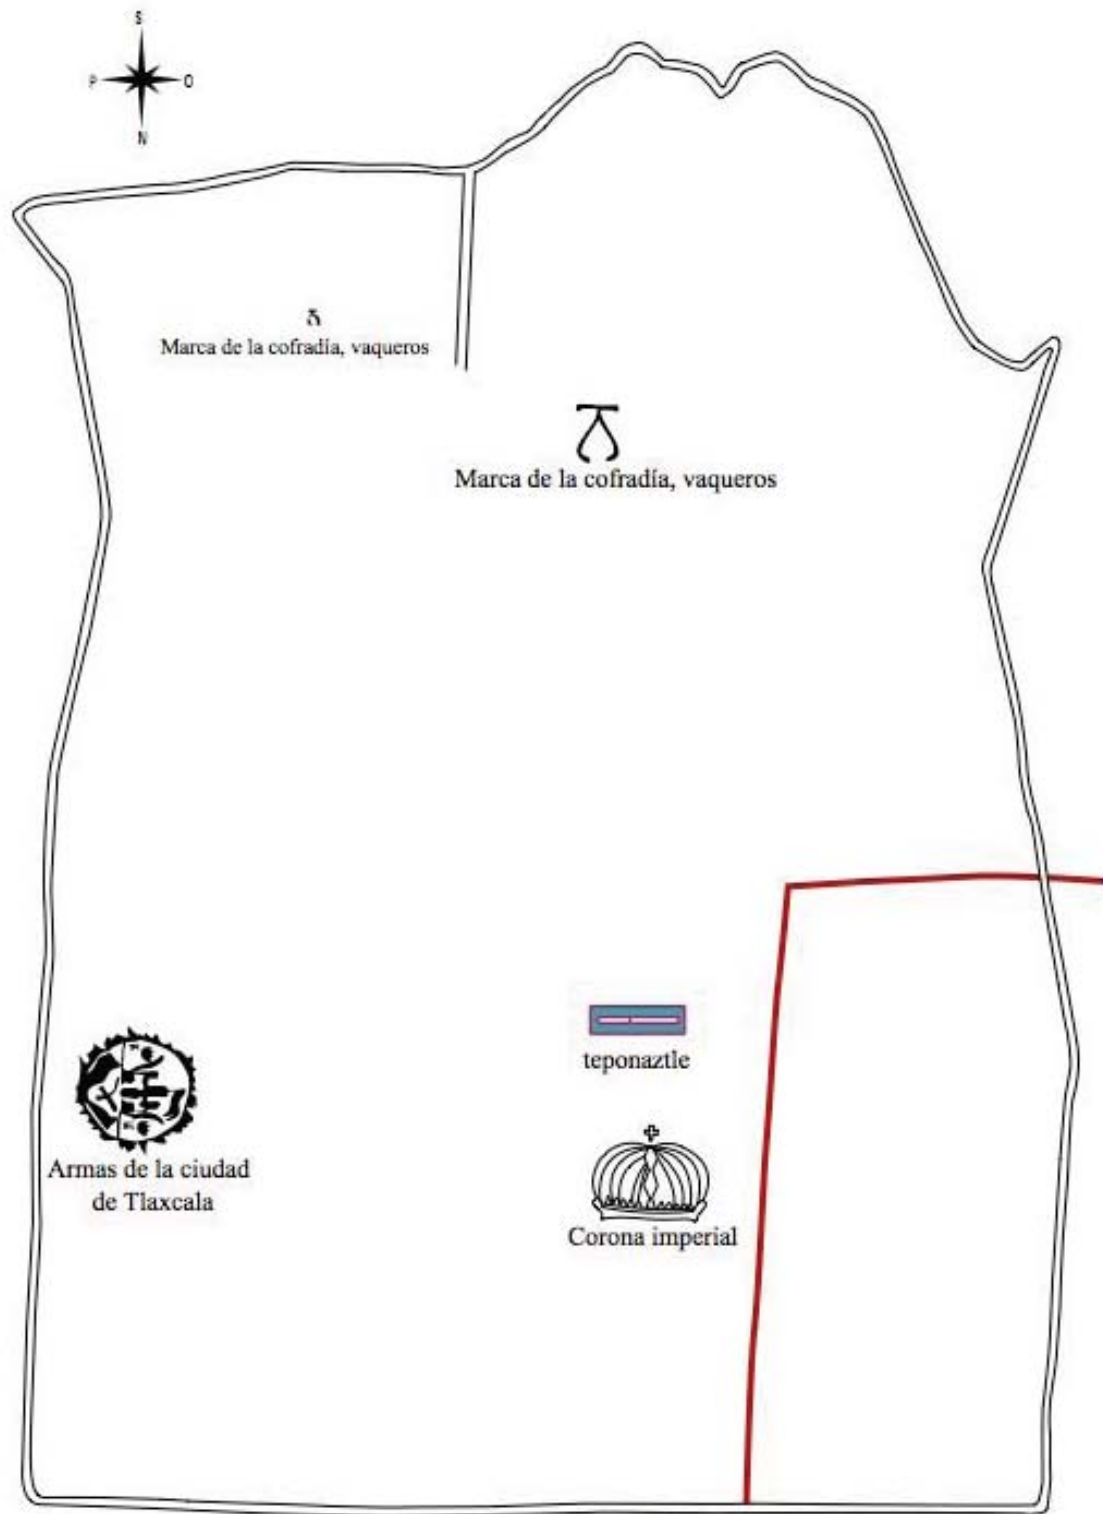 S
P O
N
Marca de la cofradía, vaqueros
Marca de la cofradía, vaqueros
teponaztle
Armas de la ciudad
de Tlaxcala
Corona imperial